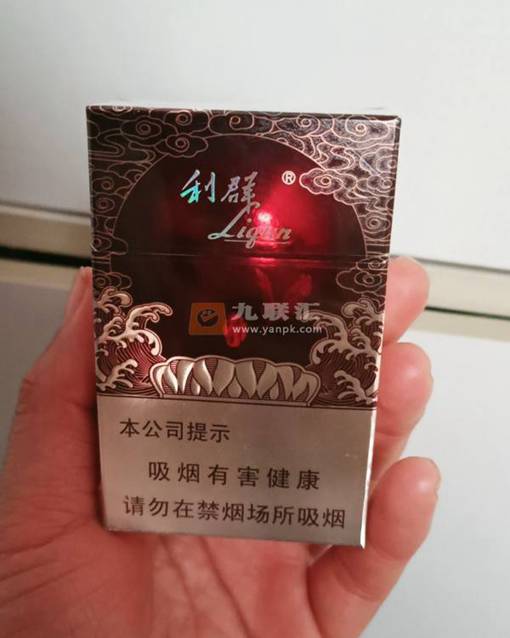 利群®
Liqun
九联汇
www.yanpk.com
本公司提示
吸烟有害健康
请勿在禁烟场所吸烟